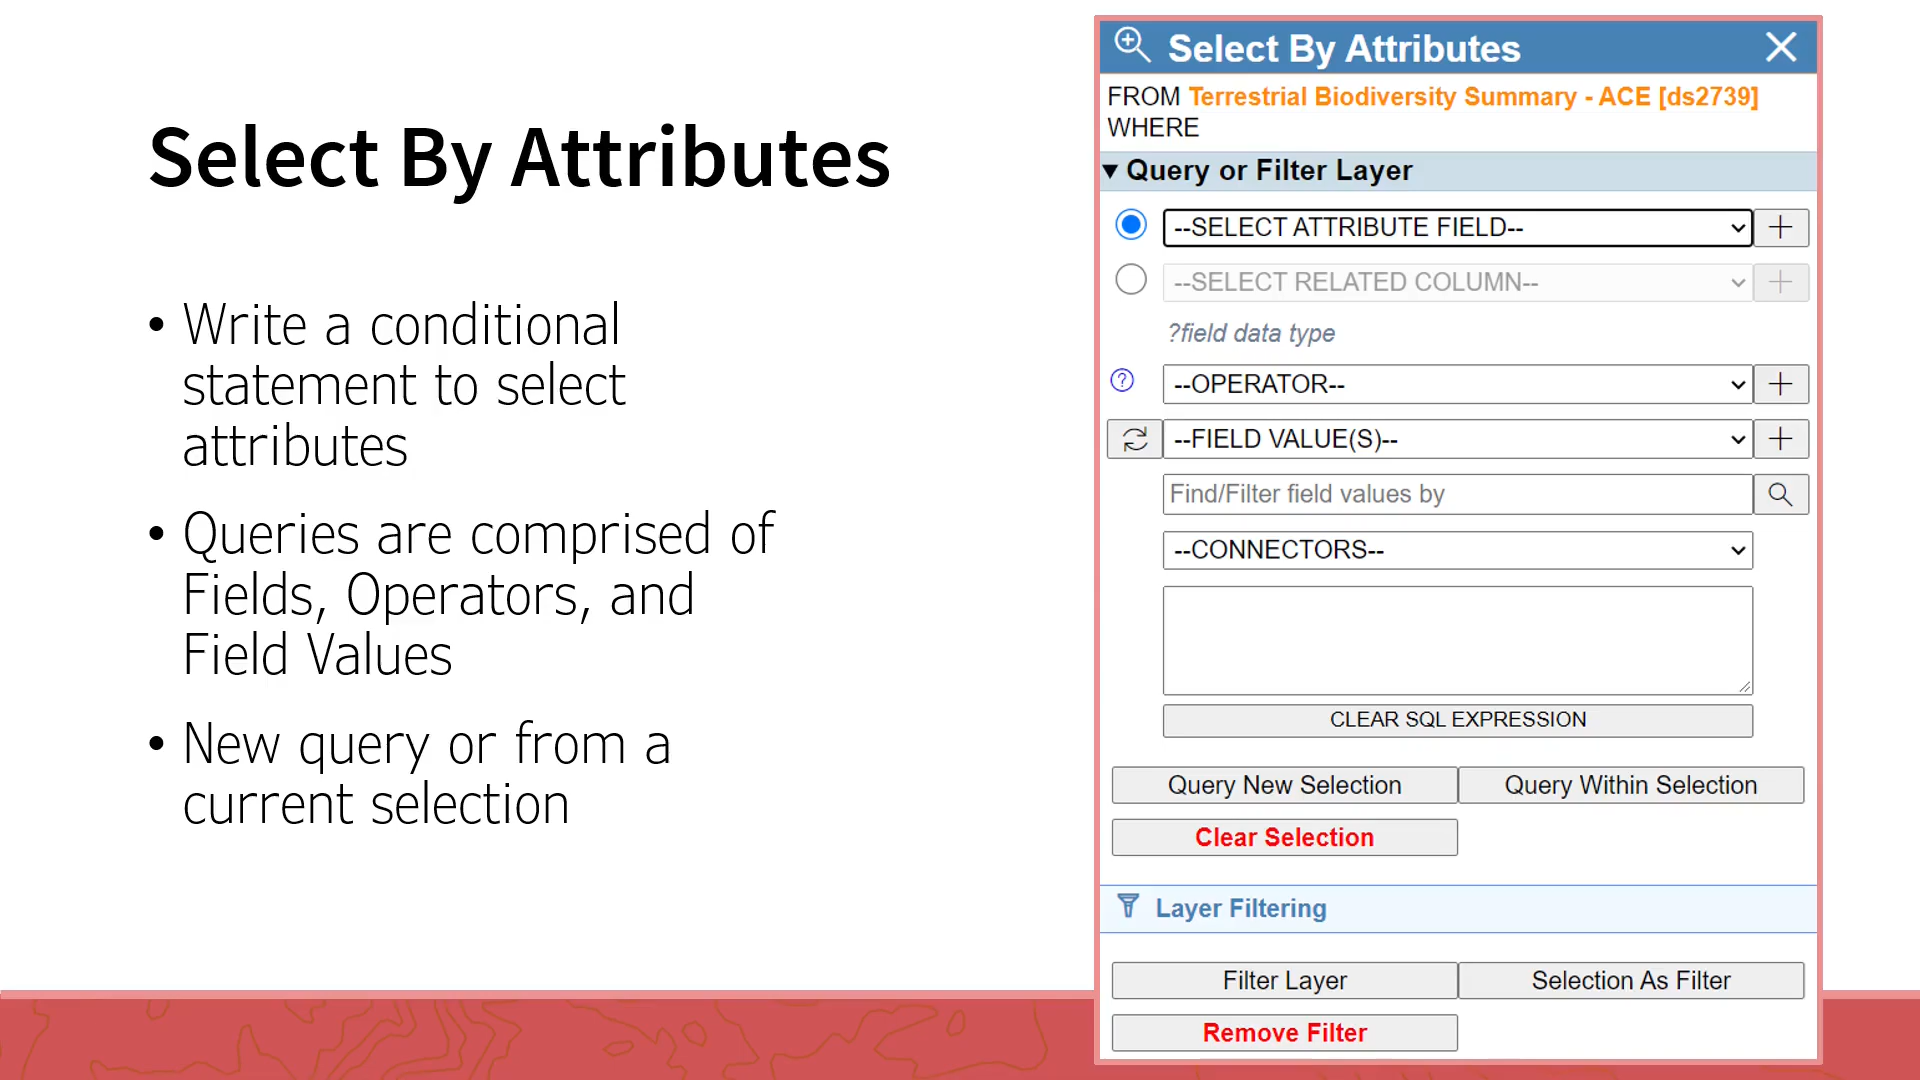 Select By Attributes
• Write a conditional
statement to select
attributes
• Queries are comprised of
Fields, Operators, and
Field Values
• New query or from a
current selection
Select By Attributes
FROM Terrestrial Biodiversity Summary - ACE [ds2739]
WHERE
Query or Filter Layer
--SELECT ATTRIBUTE FIELD--
--SELECT RELATED COLUMN--
?field data type
--OPERATOR--
--FIELD VALUE(S)--
Find/Filter field values by
--CONNECTORS--
CLEAR SQL EXPRESSION
Query New Selection Query Within Selection
Clear Selection
Layer Filtering
Filter Layer Selection As Filter
Remove Filter